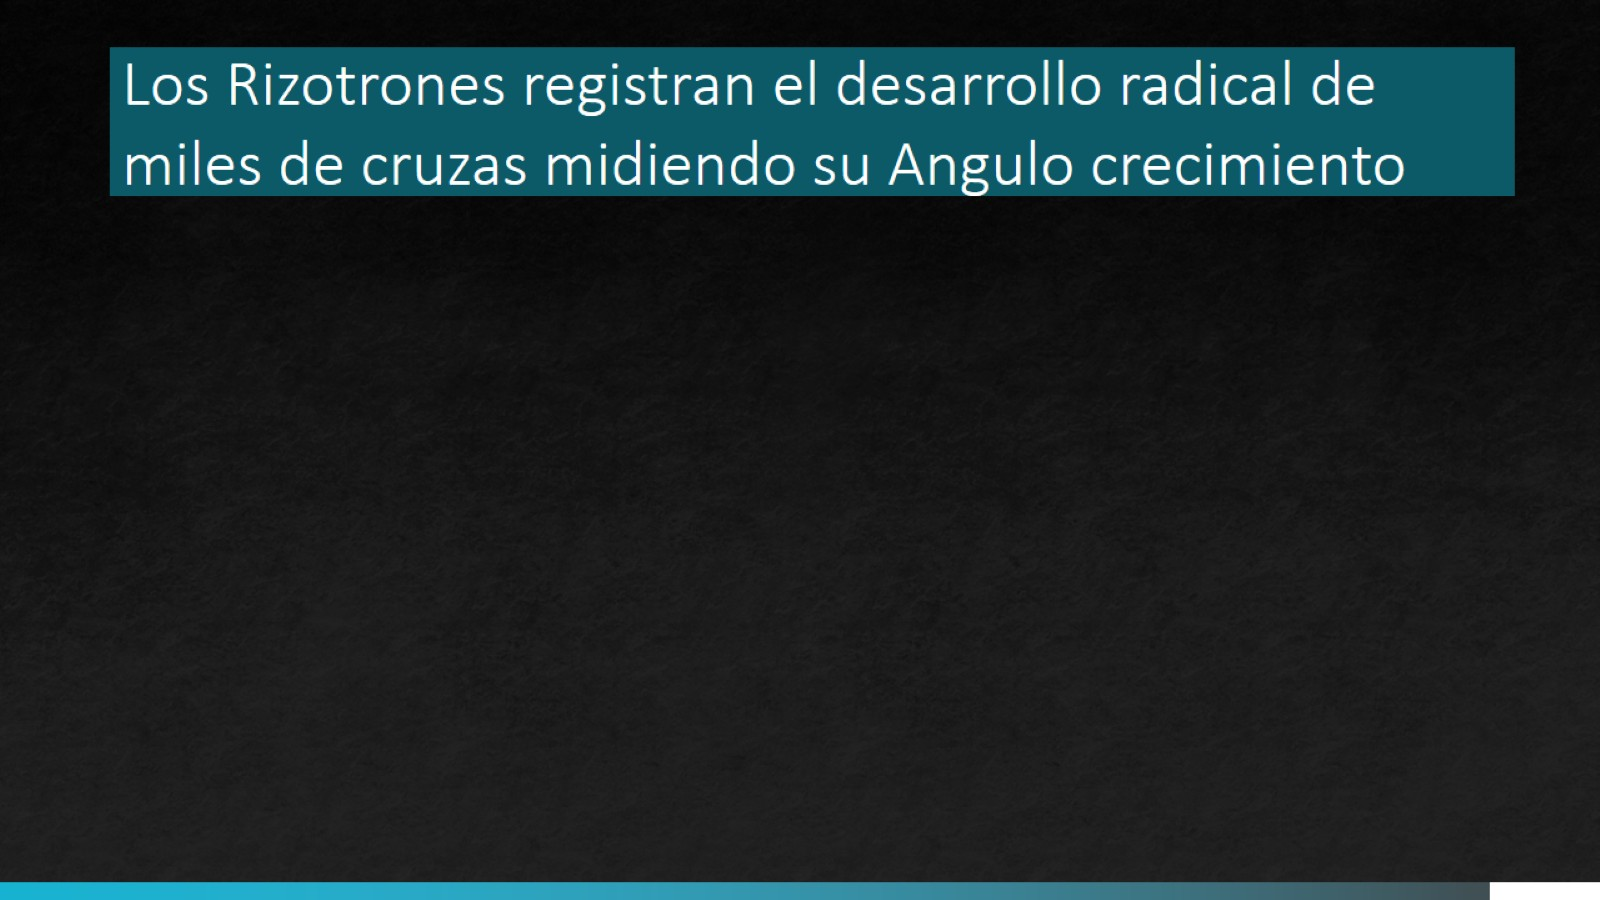 Los Rizotrones registran el desarrollo radical de
miles de cruzas midiendo su Angulo crecimiento